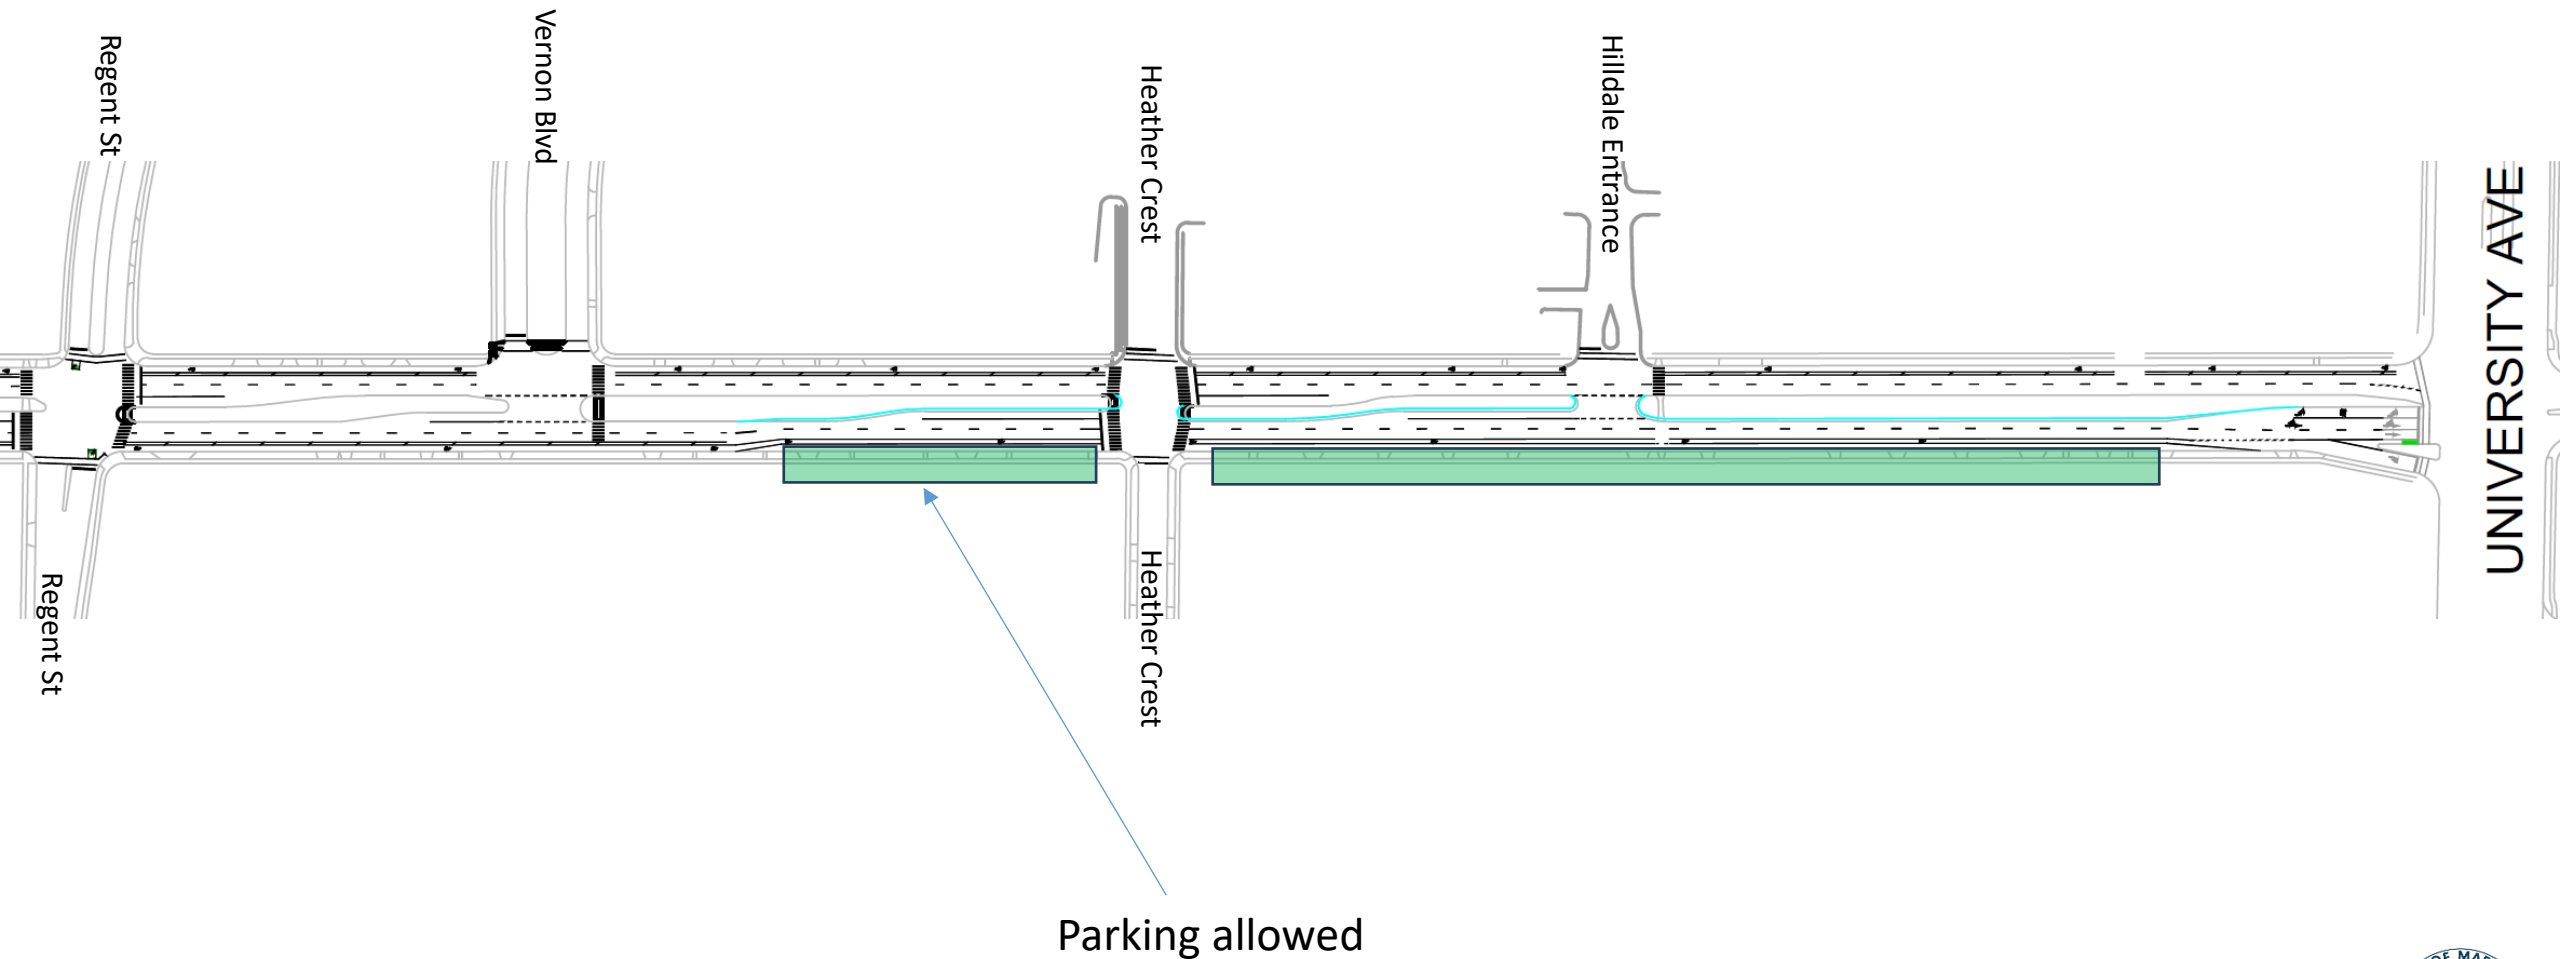 Regent St
Vernon Blvd
Heather Crest
Hilldale Entrance
UNIVERSITY AVE
Regent St
Heather Crest
Parking allowed